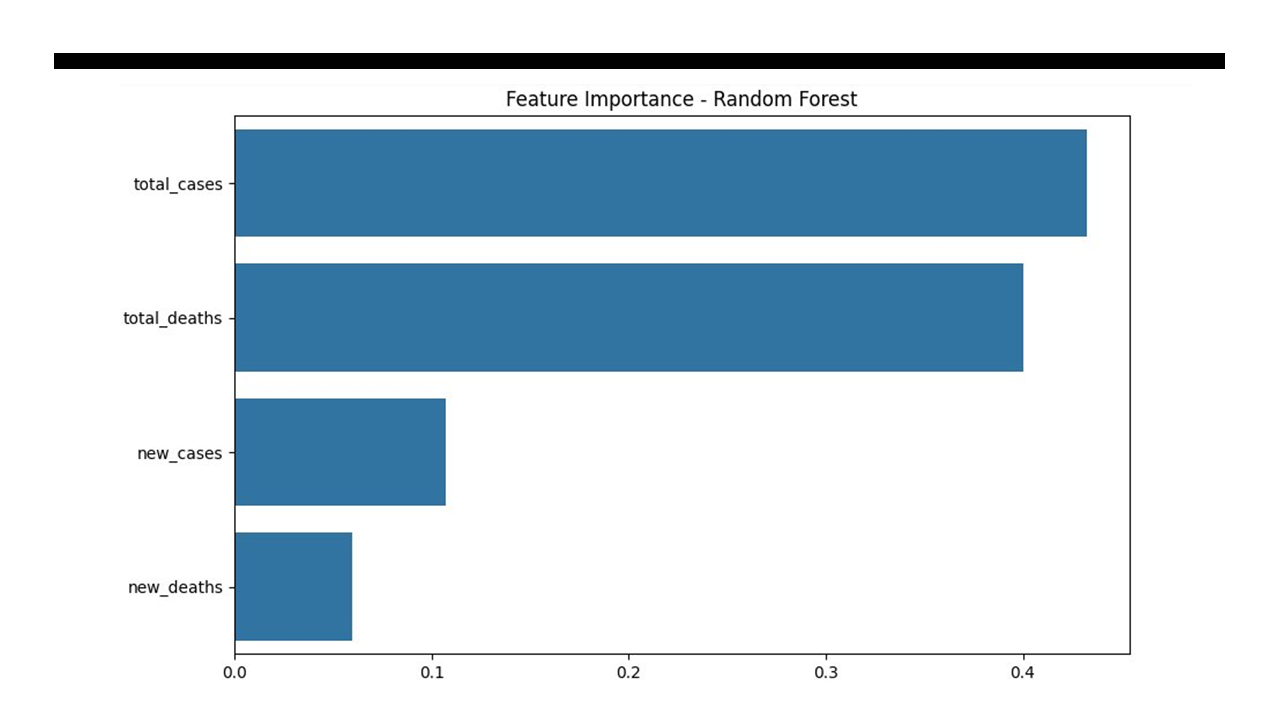 Feature Importance - Random Forest
total_cases
total_deaths
new_cases
new_deaths
0.0 0.1 0.2 0.3 0.4